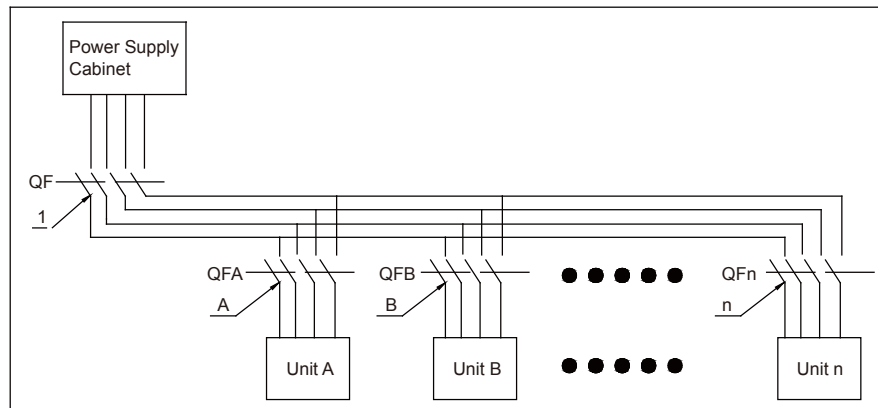 Power Supply
Cabinet
QF
1
QFA
QFB
QFn
A
B
n
Unit A
Unit B
Unit n